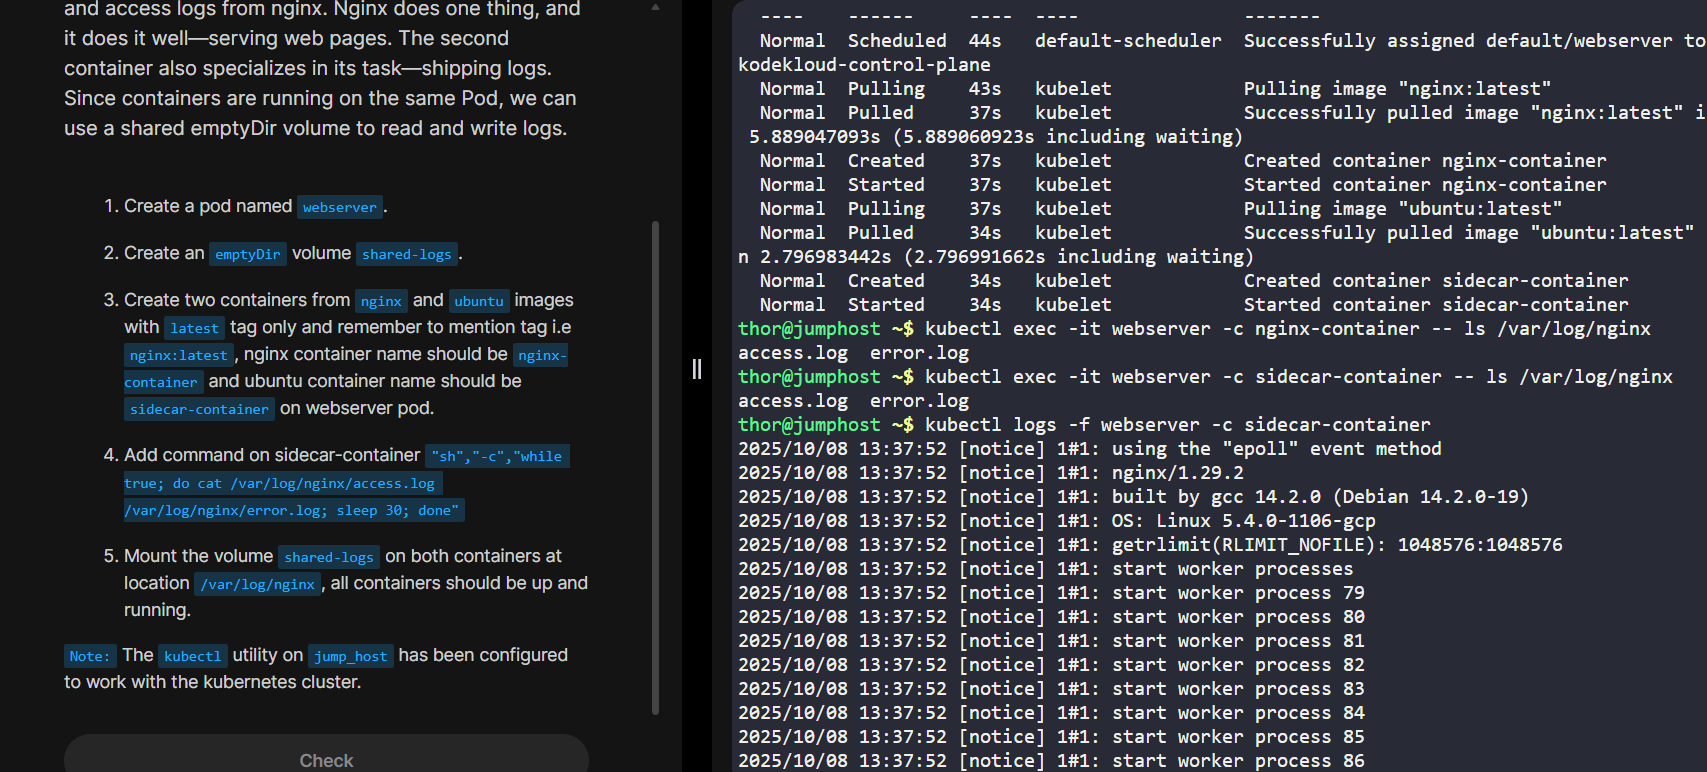 and access logs from nginx. Nginx does one thing, and
it does it well—serving web pages. The second
container also specializes in its task—shipping logs.
Since containers are running on the same Pod, we can
use a shared emptyDir volume to read and write logs.
1. Create a pod named webserver.
2. Create an emptyDir volume shared-logs.
3. Create two containers from nginx and ubuntu images
with latest tag only and remember to mention tag i.e
nginx:latest, nginx container name should be nginx-
container and ubuntu container name should be
sidecar-container on webserver pod.
4. Add command on sidecar-container "sh","-c","while
true; do cat /var/log/nginx/access.log
/var/log/nginx/error.log; sleep 30; done"
5. Mount the volume shared-logs on both containers at
location /var/log/nginx, all containers should be up and
running.
Note: The kubectl utility on jump_host has been configured
to work with the kubernetes cluster.
Check
---- ------ ---- ---- -------
Normal Scheduled 44s default-scheduler Successfully assigned default/webserver to
kodekloud-control-plane
Normal Pulling 43s kubelet Pulling image "nginx:latest"
Normal Pulled 37s kubelet Successfully pulled image "nginx:latest" i
5.889047093s (5.889060923s including waiting)
Normal Created 37s kubelet Created container nginx-container
Normal Started 37s kubelet Started container nginx-container
Normal Pulling 37s kubelet Pulling image "ubuntu:latest"
Normal Pulled 34s kubelet Successfully pulled image "ubuntu:latest"
n 2.796983442s (2.796991662s including waiting)
Normal Created 34s kubelet Created container sidecar-container
Normal Started 34s kubelet Started container sidecar-container
thor@jumphost ~$ kubectl exec -it webserver -c nginx-container -- ls /var/log/nginx
access.log error.log
thor@jumphost ~$ kubectl exec -it webserver -c sidecar-container -- ls /var/log/nginx
access.log error.log
thor@jumphost ~$ kubectl logs -f webserver -c sidecar-container
2025/10/08 13:37:52 [notice] 1#1: using the "epoll" event method
2025/10/08 13:37:52 [notice] 1#1: nginx/1.29.2
2025/10/08 13:37:52 [notice] 1#1: built by gcc 14.2.0 (Debian 14.2.0-19)
2025/10/08 13:37:52 [notice] 1#1: OS: Linux 5.4.0-1106-gcp
2025/10/08 13:37:52 [notice] 1#1: getrlimit(RLIMIT_NOFILE): 1048576:1048576
2025/10/08 13:37:52 [notice] 1#1: start worker processes
2025/10/08 13:37:52 [notice] 1#1: start worker process 79
2025/10/08 13:37:52 [notice] 1#1: start worker process 80
2025/10/08 13:37:52 [notice] 1#1: start worker process 81
2025/10/08 13:37:52 [notice] 1#1: start worker process 82
2025/10/08 13:37:52 [notice] 1#1: start worker process 83
2025/10/08 13:37:52 [notice] 1#1: start worker process 84
2025/10/08 13:37:52 [notice] 1#1: start worker process 85
2025/10/08 13:37:52 [notice] 1#1: start worker process 86